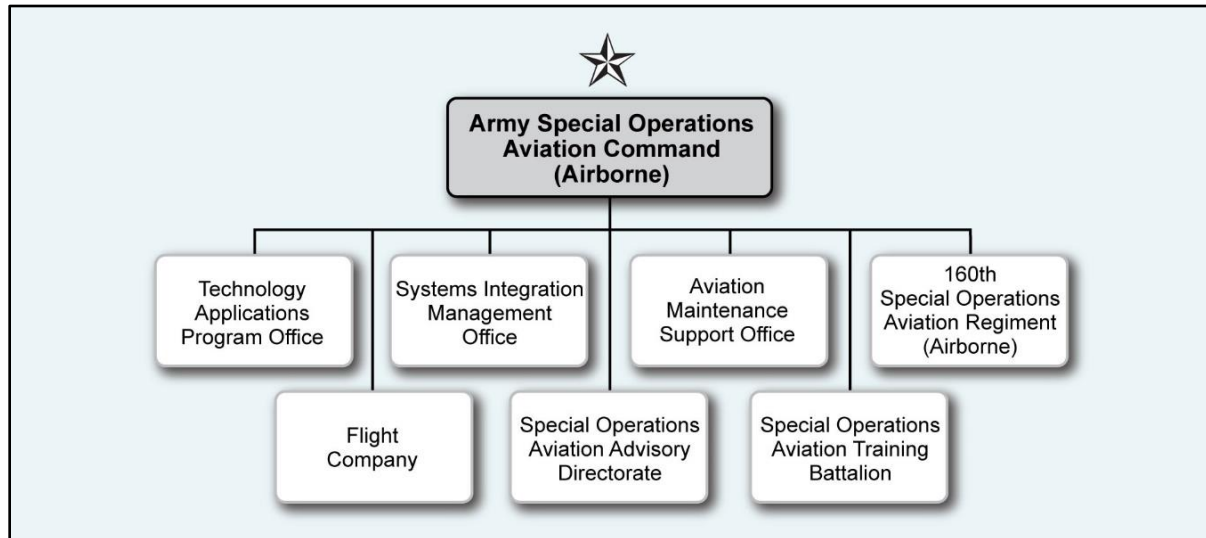 Army Special Operations
Aviation Command
(Airborne)
Technology
Applications
Program Office
Systems Integration
Management
Office
Aviation
Maintenance
Support Office
160th
Special Operations
Aviation Regiment
(Airborne)
Flight
Company
Special Operations
Aviation Advisory
Directorate
Special Operations
Aviation Training
Battalion